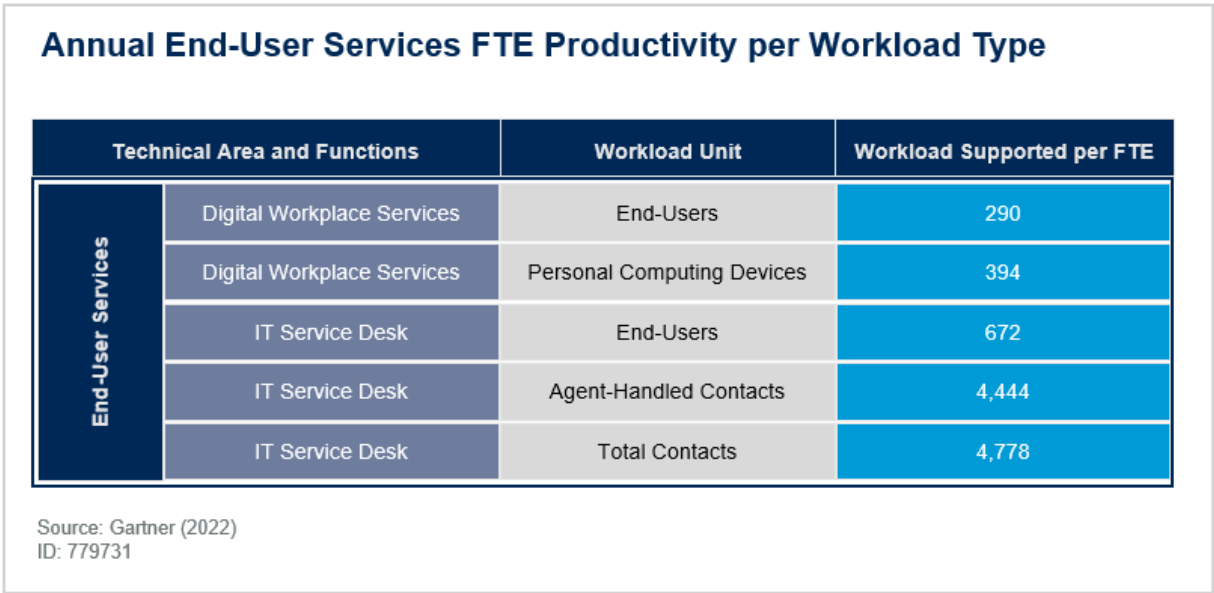 Annual End-User Services FTE Productivity per Workload Type
Technical Area and Functions Workload Unit Workload Supported per FTE
End-User Services
Digital Workplace Services End-Users 290
Digital Workplace Services Personal Computing Devices 394
IT Service Desk End-Users 672
IT Service Desk Agent-Handled Contacts 4,444
IT Service Desk Total Contacts 4,778
Source: Gartner (2022)
ID: 779731